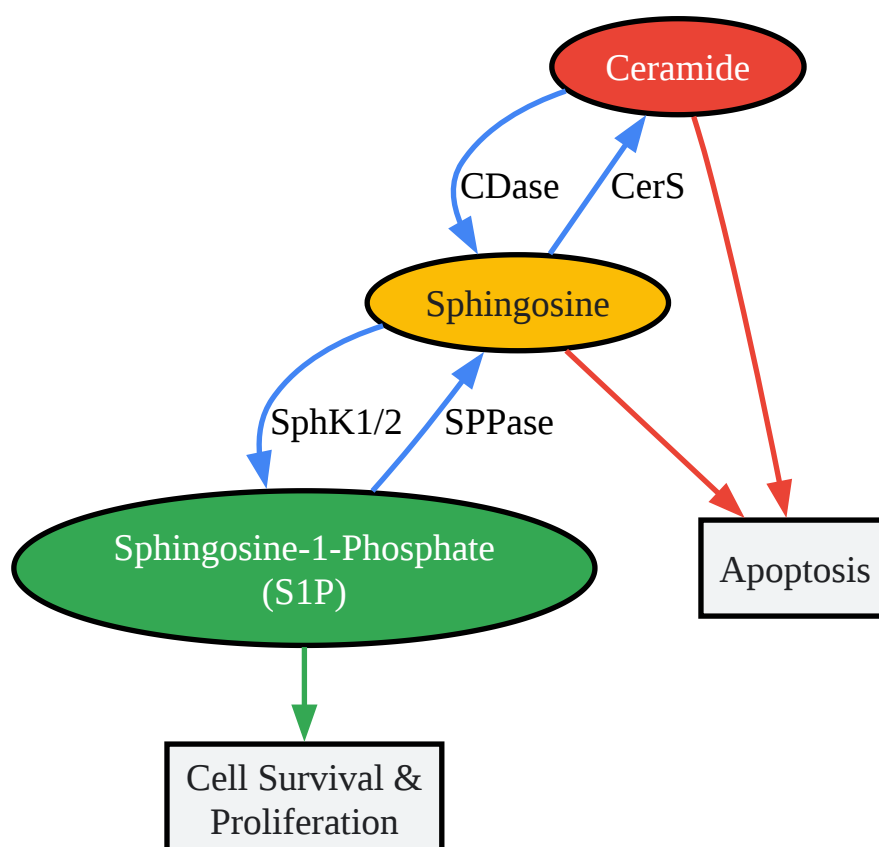 Ceramide
CDase
CerS
Sphingosine
SphK1/2
SPPase
Sphingosine-1-Phosphate
(S1P)
Apoptosis
Cell Survival &
Proliferation